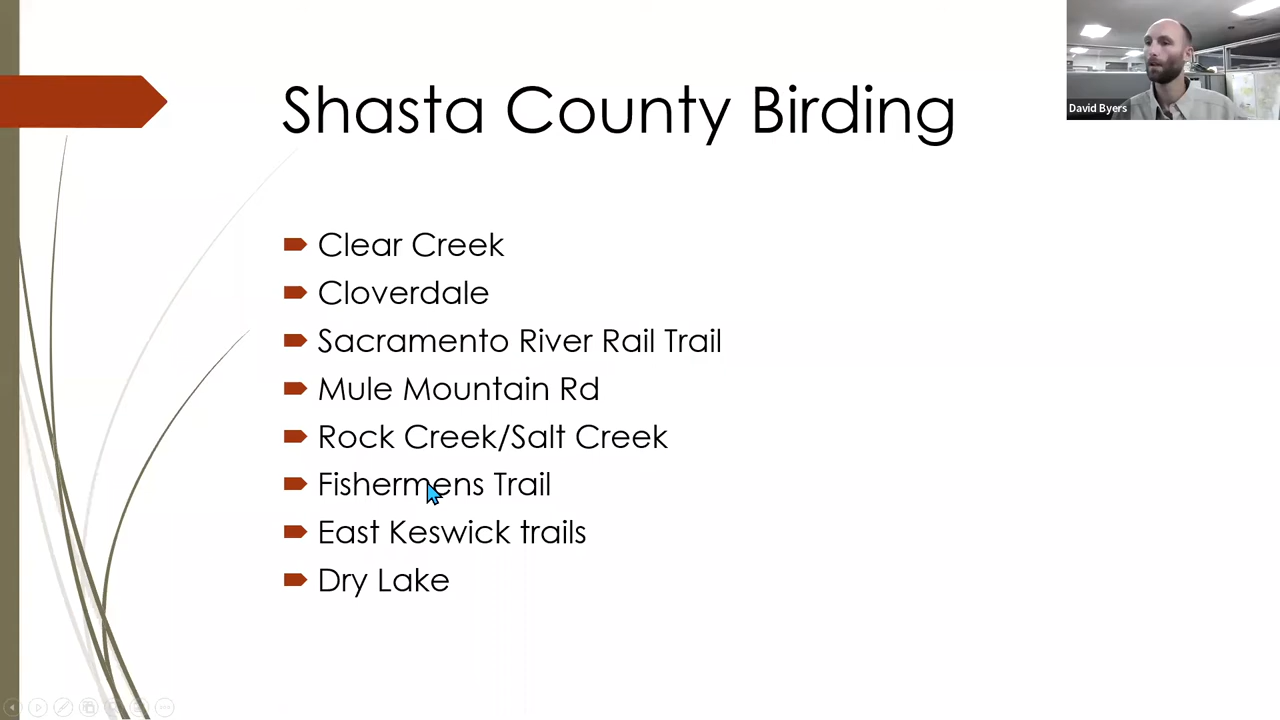 Shasta County Birding
David Byers
Clear Creek
Cloverdale
Sacramento River Rail Trail
Mule Mountain Rd
Rock Creek/Salt Creek
Fishermens Trail
East Keswick trails
Dry Lake